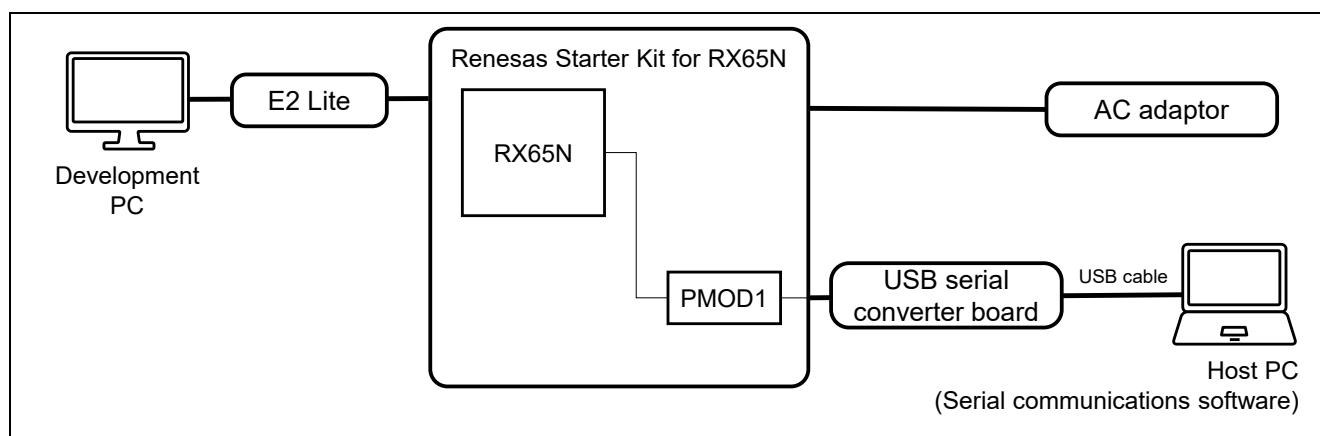 Renesas Starter Kit for RX65N
E2 Lite
AC adaptor
RX65N
Development
PC
PMOD1
USB serial
converter board
USB cable
Host PC
(Serial communications software)